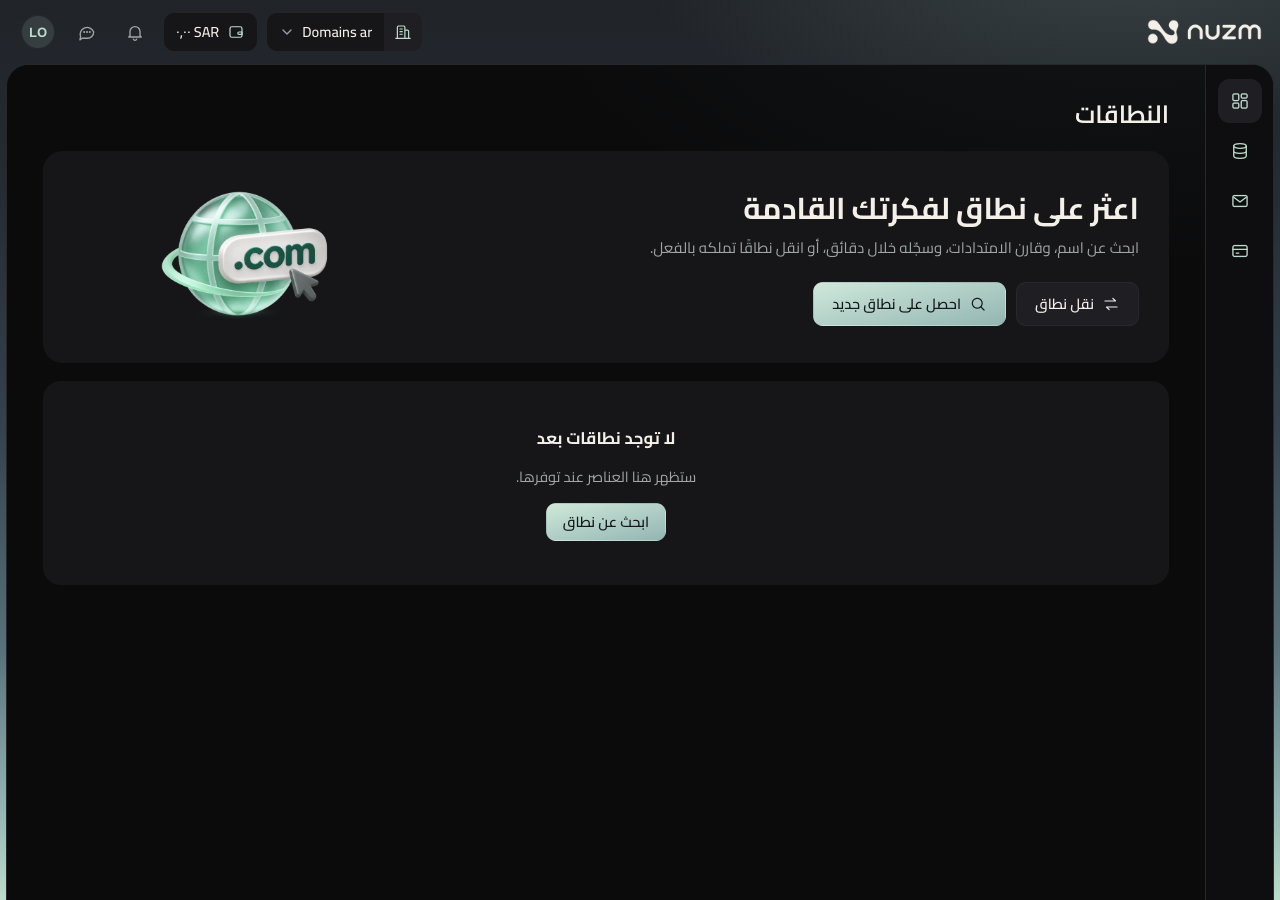 nuzm
Domains ar
٠,٠٠ SAR
LO
النطاقات
اعثر على نطاق لفكرتك القادمة
ابحث عن اسم، وقارن الامتدادات، وسجّله خلال دقائق، أو انقل نطاقًا تملكه بالفعل.
نقل نطاق
احصل على نطاق جديد
.com
لا توجد نطاقات بعد
ستظهر هنا العناصر عند توفرها.
ابحث عن نطاق